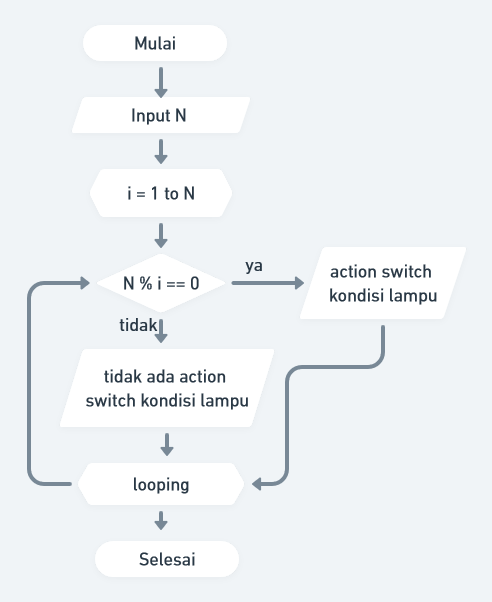 Mulai
Input N
i = 1 to N
N % i == 0
ya
action switch
kondisi lampu
tidak
tidak ada action
switch kondisi lampu
looping
Selesai